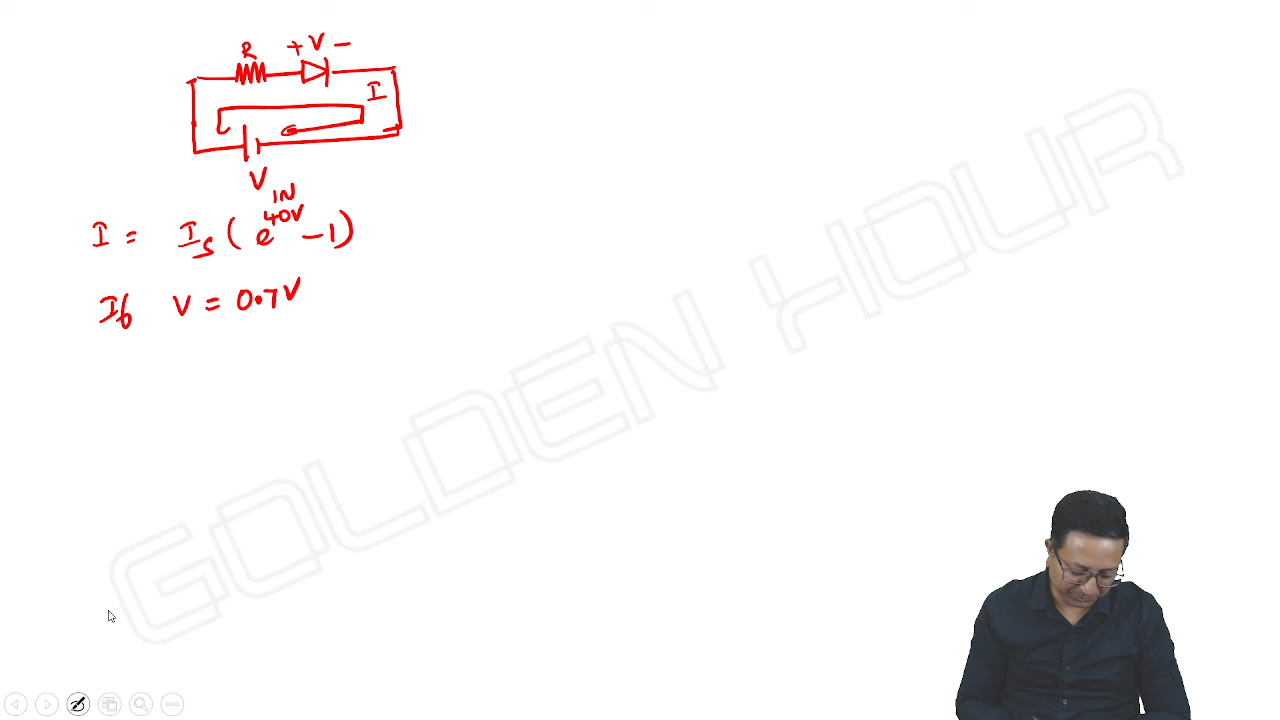 R + V -
I
V IN
I = Is ( e^40V - 1 )
If V = 0.7V
GOLDEN HOUR